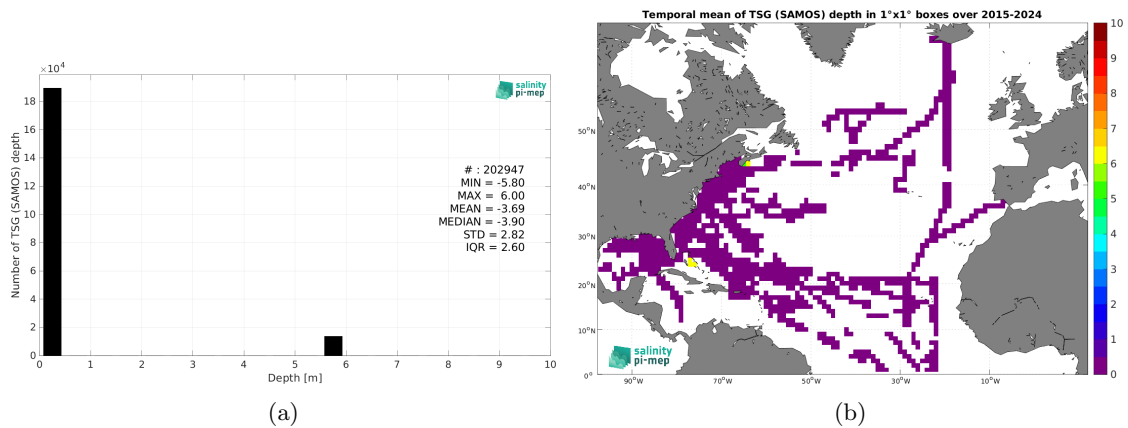 ×10⁴
18
16
14
12
10
8
6
4
2
0
Number of TSG (SAMOS) depth
salinity
pi-mep
# : 202947
MIN = -5.80
MAX = 6.00
MEAN = -3.69
MEDIAN = -3.90
STD = 2.82
IQR = 2.60
0 1 2 3 4 5 6 7 8 9 10
Depth [m]
(a)
Temporal mean of TSG (SAMOS) depth in 1°x1° boxes over 2015-2024
50°N
40°N
30°N
20°N
10°N
0°
90°W 70°W 50°W 30°W 10°W
salinity
pi-mep
10
9
8
7
6
5
4
3
2
1
0
(b)